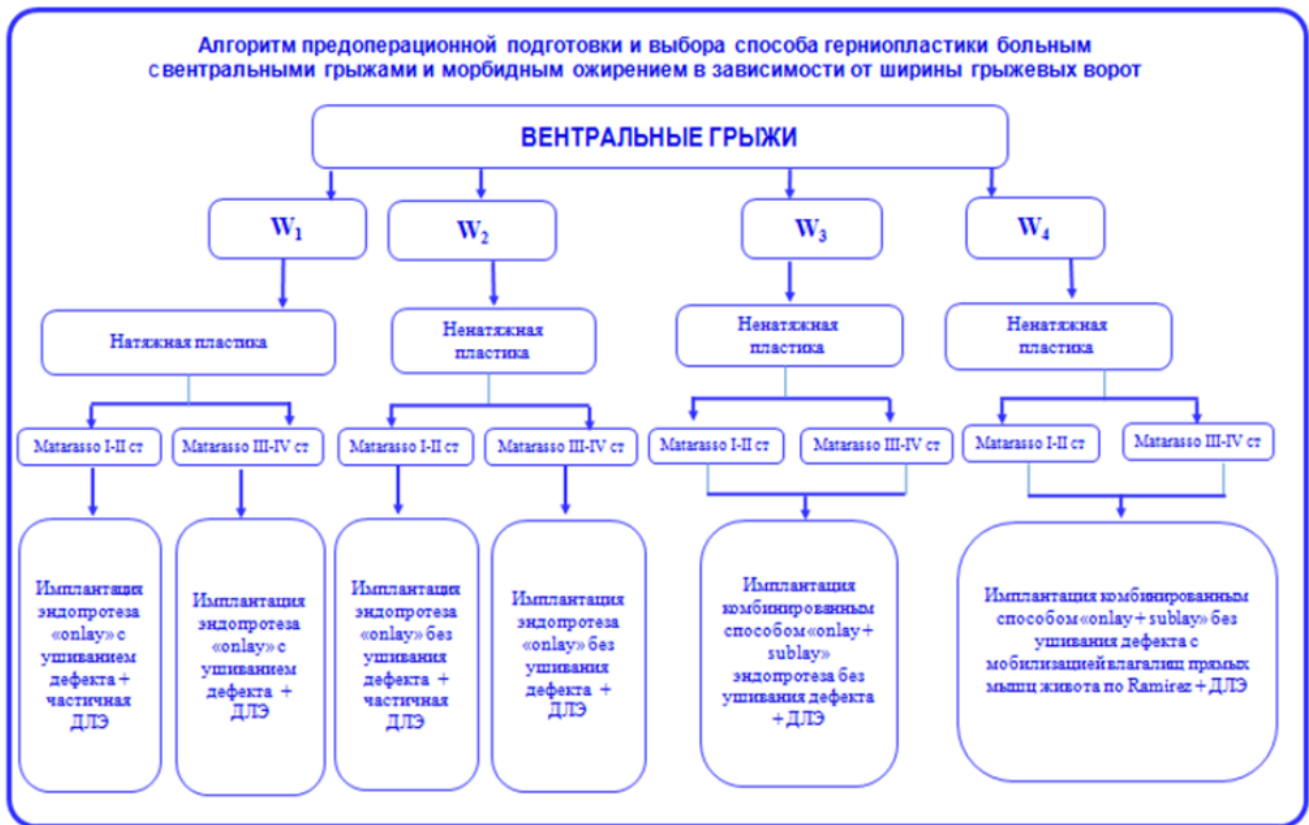 Алгоритм предоперационной подготовки и выбора способа герниопластики больным
с вентральными грыжами и морбидным ожирением в зависимости от ширины грыжевых ворот
ВЕНТРАЛЬНЫЕ ГРЫЖИ
W₁
W₂
W₃
W₄
Натяжная пластика
Ненатяжная
пластика
Ненатяжная
пластика
Ненатяжная
пластика
Matarasso I-II ст
Matarasso III-IV ст
Matarasso I-II ст
Matarasso III-IV ст
Matarasso I-II ст
Matarasso III-IV ст
Matarasso I-II ст
Matarasso III-IV ст
Имплантация
эндопротеза
«onlay» с
ушиванием
дефекта +
частичная
ДЛЭ
Имплантация
эндопротеза
«onlay» с
ушиванием
дефекта +
ДЛЭ
Имплантация
эндопротеза
«onlay» без
ушивания
дефекта +
частичная
ДЛЭ
Имплантация
эндопротеза
«onlay» без
ушивания
дефекта +
ДЛЭ
Имплантация
комбинированным
способом «onlay+
sublay»
эндопротеза без
ушивания дефекта
+ ДЛЭ
Имплантация комбинированным
способом «onlay+ sublay» без
ушивания дефекта с
мобилизацией влагалищ прямых
мышц живота по Ramirez + ДЛЭ